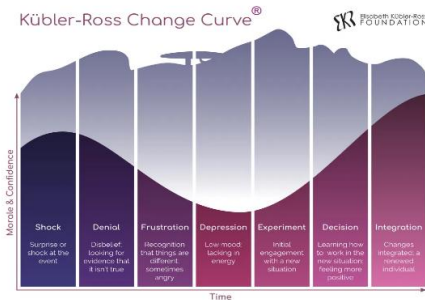 Kübler-Ross Change Curve®
EKR
Elisabeth Kübler-Ross
FOUNDATION
Morale & Confidence
Shock
Surprise or
shock at the
event
Denial
Disbelief;
looking for
evidence that
it isn't true
Frustration
Recognition
that things are
different;
sometimes
angry
Depression
Low mood;
lacking in
energy
Experiment
Initial
engagement
with a new
situation
Decision
Learning how
to work in the
new situation;
feeling more
positive
Integration
Changes
integrated; a
renewed
individual
Time